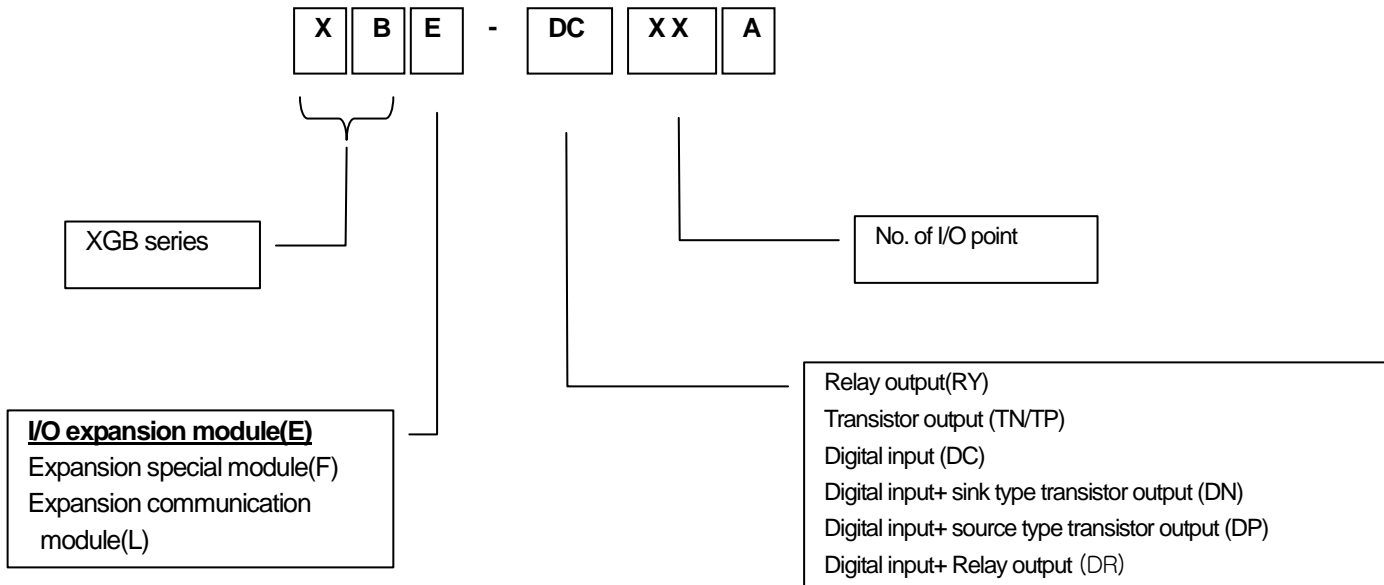 X B E - DC X X A
XGB series
No. of I/O point
I/O expansion module(E)
Expansion special module(F)
Expansion communication
module(L)
Relay output(RY)
Transistor output (TN/TP)
Digital input (DC)
Digital input+ sink type transistor output (DN)
Digital input+ source type transistor output (DP)
Digital input+ Relay output (DR)